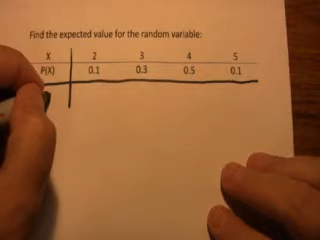 Find the expected value for the random variable:
X 2 3 4 5
P(X) 0.1 0.3 0.5 0.1